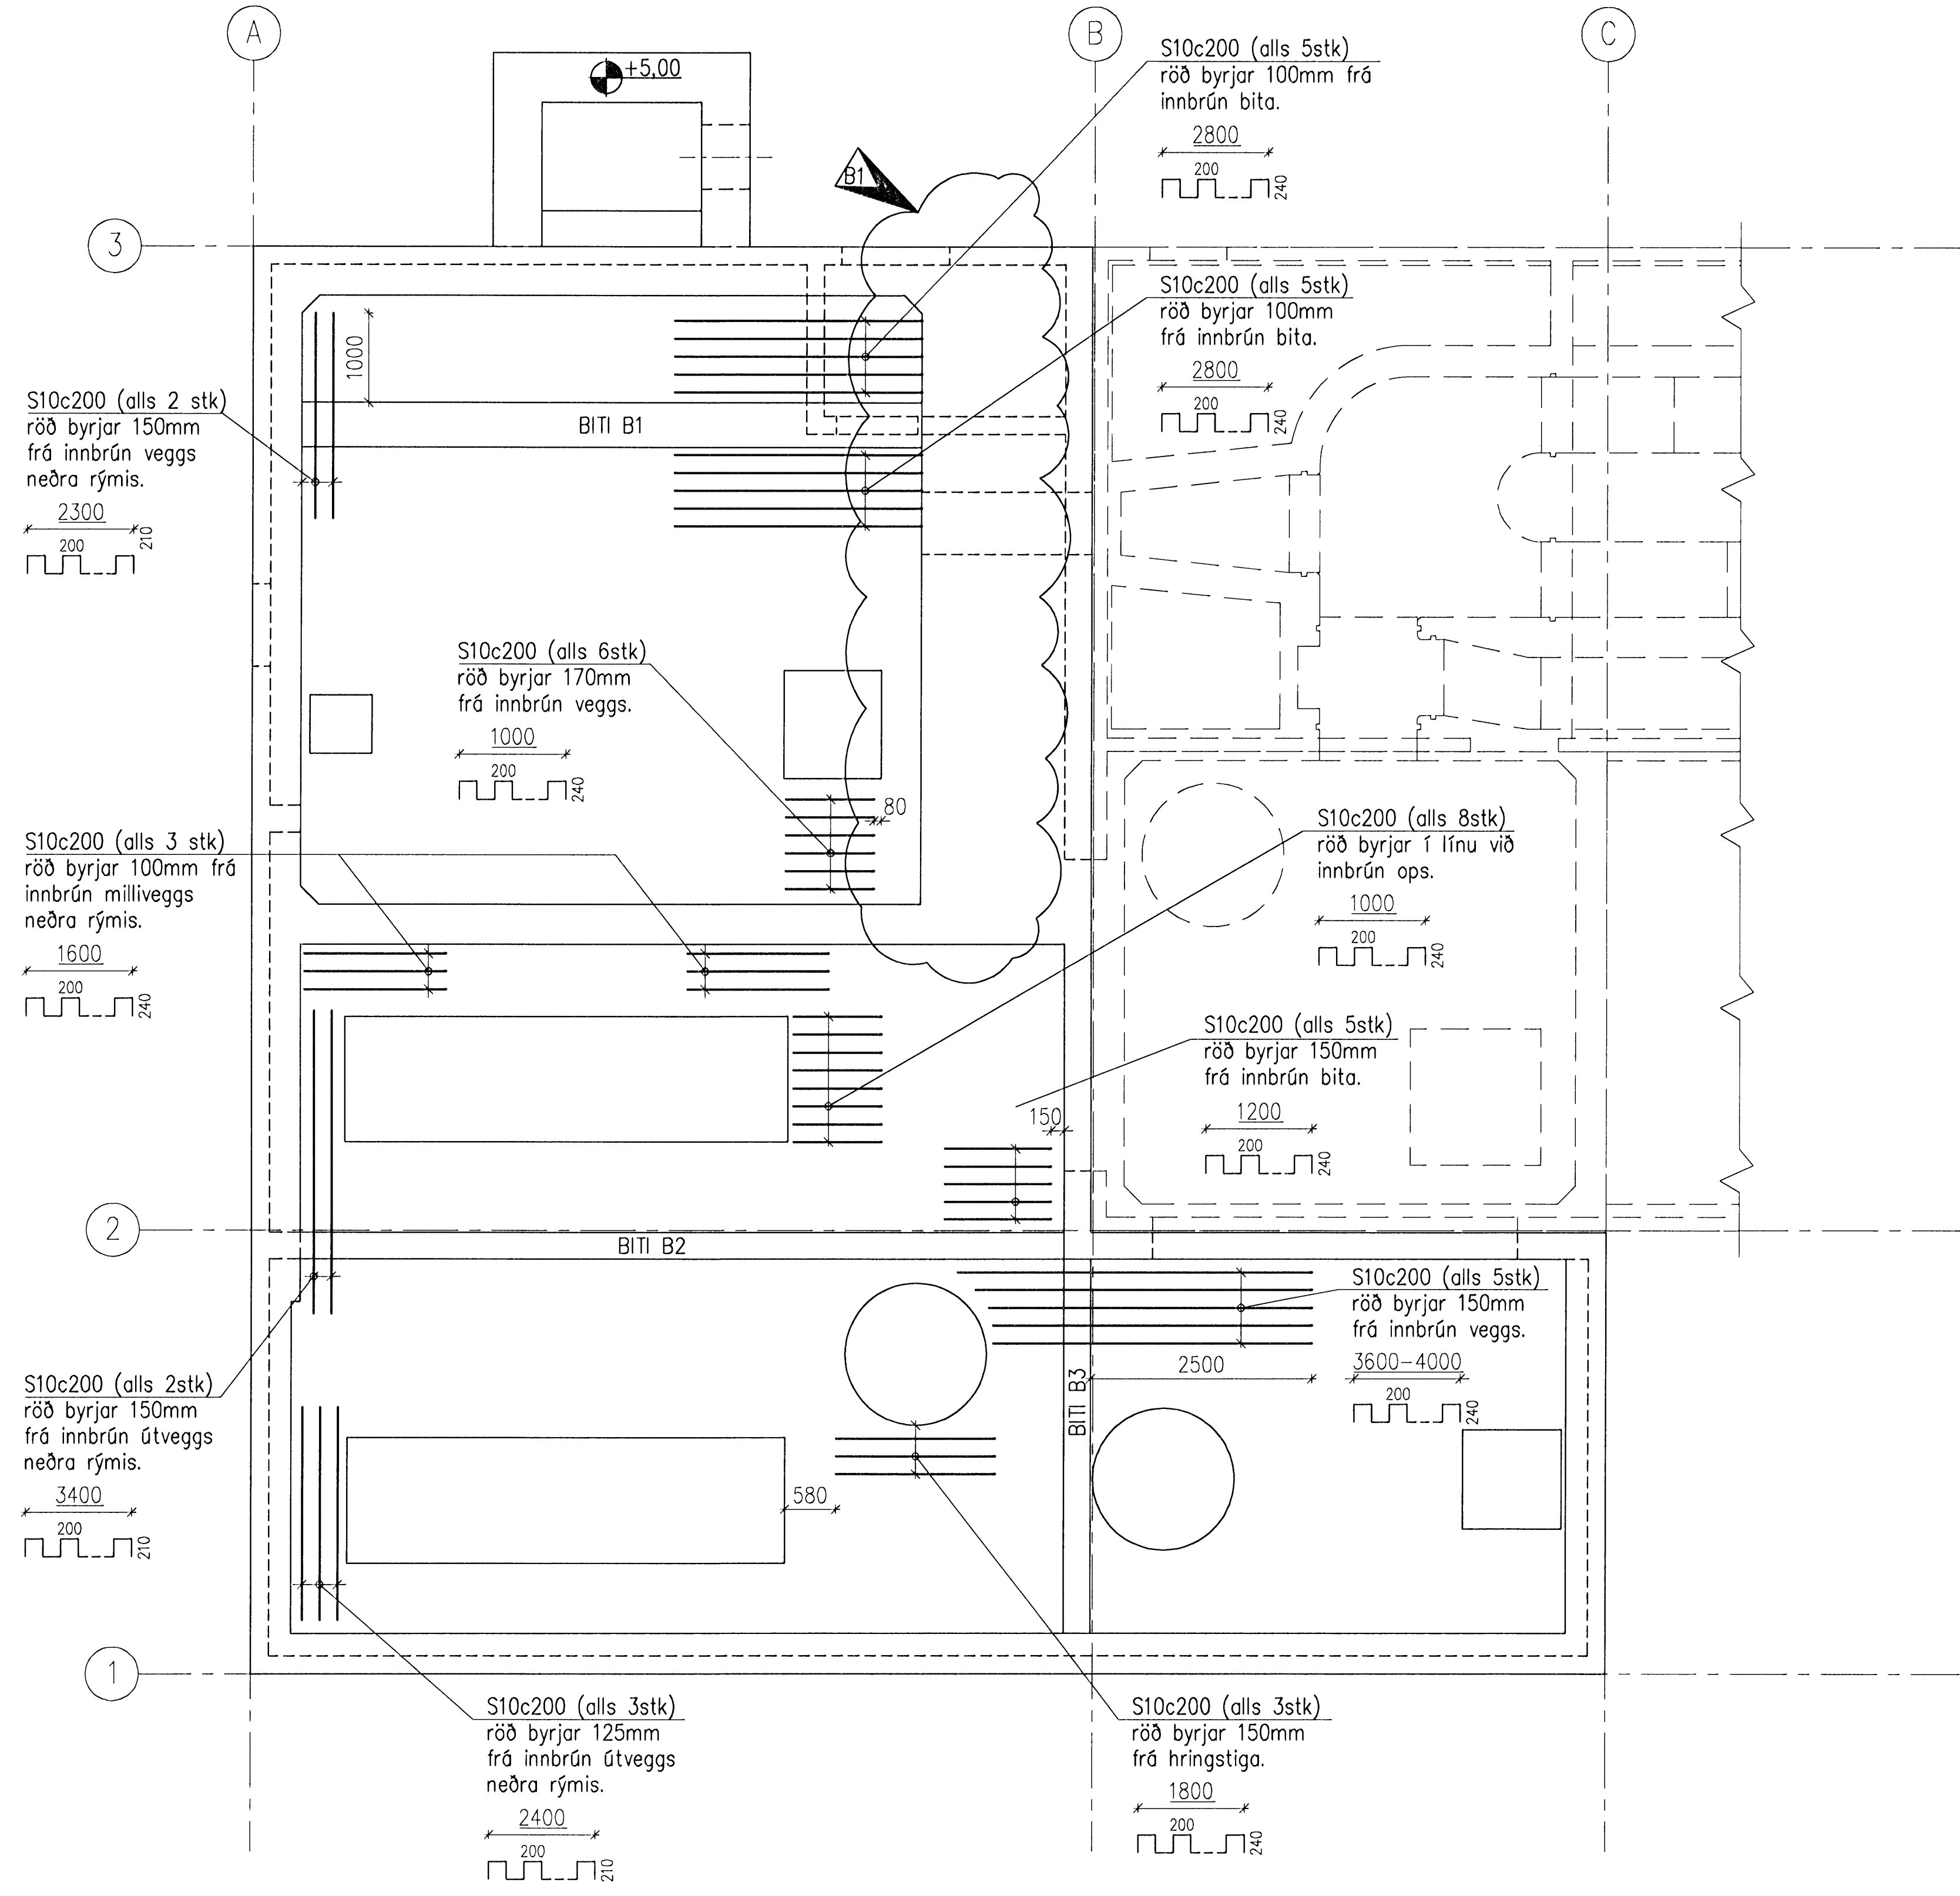 A
B
C
+5,00
S10c200 (alls 5stk)
röð byrjar 100mm frá
innbrún bita.
2800
200
240
B1
3
S10c200 (alls 5stk)
röð byrjar 100mm
frá innbrún bita.
2800
200
240
1000
S10c200 (alls 2 stk)
röð byrjar 150mm
frá innbrún veggs
neðra rýmis.
2300
200
210
BITI B1
S10c200 (alls 6stk)
röð byrjar 170mm
frá innbrún veggs.
1000
200
240
80
S10c200 (alls 3 stk)
röð byrjar 100mm frá
innbrún milliveggs
neðra rýmis.
1600
200
240
S10c200 (alls 8stk)
röð byrjar í línu við
innbrún ops.
1000
200
240
S10c200 (alls 5stk)
röð byrjar 150mm
frá innbrún bita.
1200
200
240
150
2
BITI B2
S10c200 (alls 5stk)
röð byrjar 150mm
frá innbrún veggs.
3600-4000
200
240
2500
BITI B3
S10c200 (alls 2stk)
röð byrjar 150mm
frá innbrún útveggs
neðra rýmis.
3400
200
210
580
1
S10c200 (alls 3stk)
röð byrjar 125mm
frá innbrún útveggs
neðra rýmis.
2400
200
210
S10c200 (alls 3stk)
röð byrjar 150mm
frá hringstiga.
1800
200
240